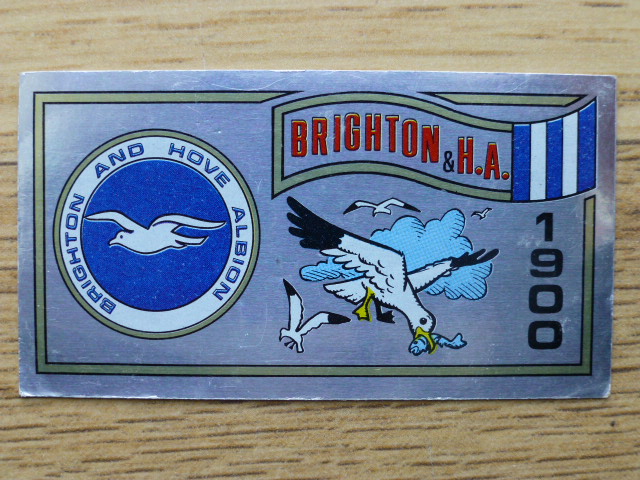 BRIGHTON AND HOVE ALBION
BRIGHTON & H.A.
1900